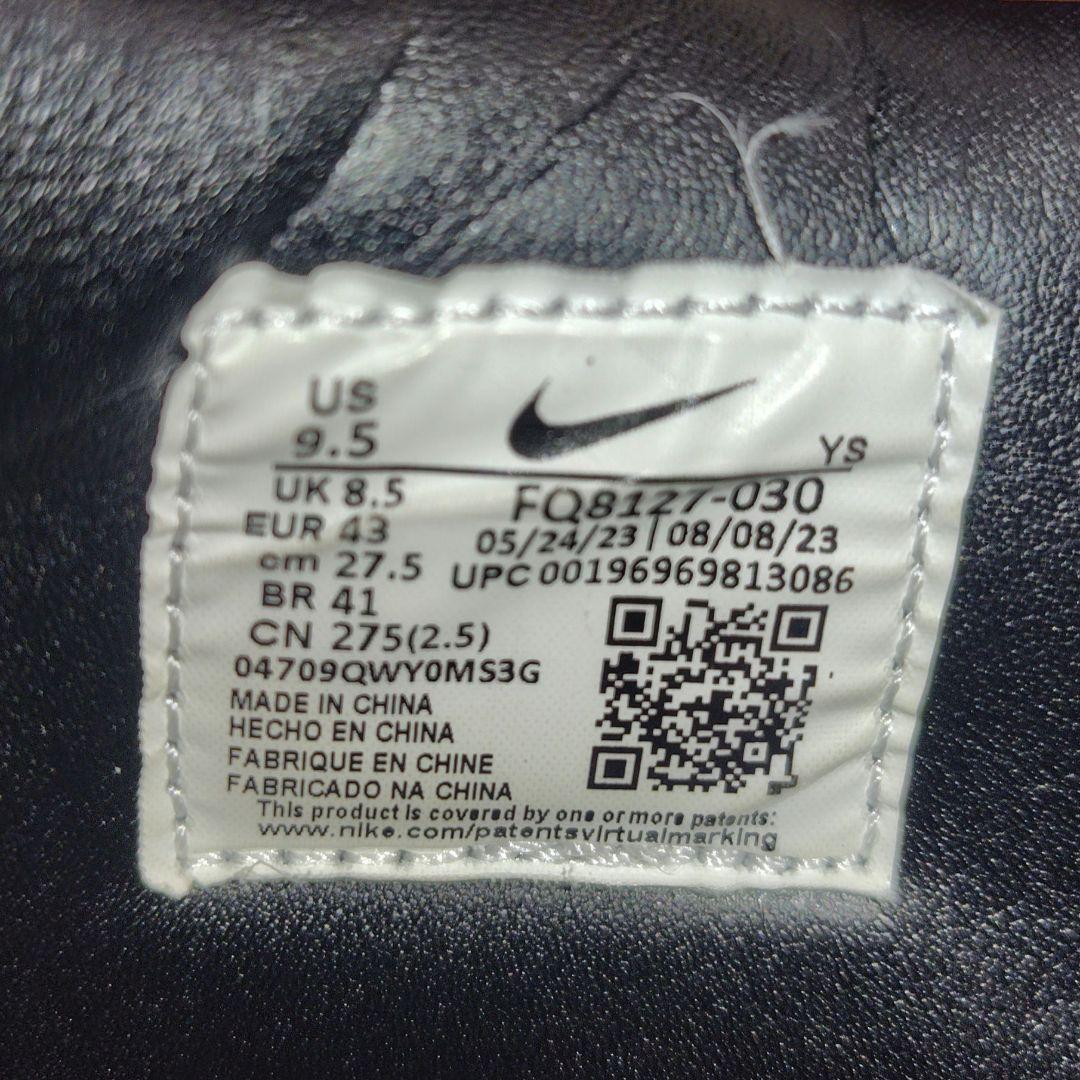 US
9.5
YS
UK 8.5
FQ8127-030
EUR 43
05/24/23 | 08/08/23
cm 27.5
UPC 00196969813086
BR 41
CN 275(2.5)
04709QWY0MS3G
MADE IN CHINA
HECHO EN CHINA
FABRIQUE EN CHINE
FABRICADO NA CHINA
This product is covered by one or more patents:
www.nike.com/patentsvirtualmarking